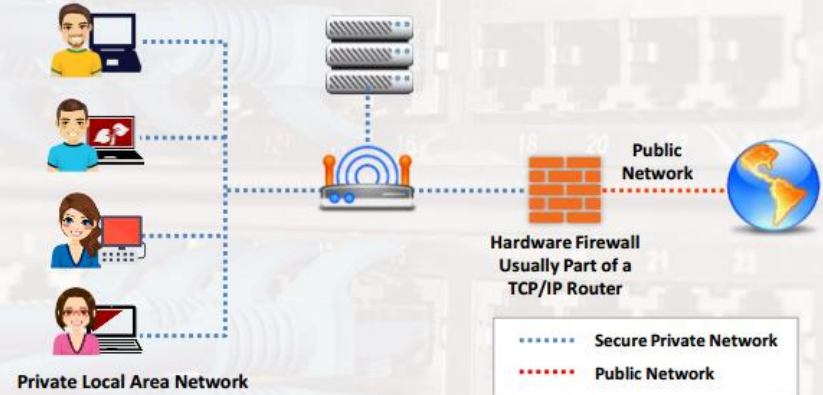 Public
Network
Hardware Firewall
Usually Part of a
TCP/IP Router
Secure Private Network
Public Network
Private Local Area Network